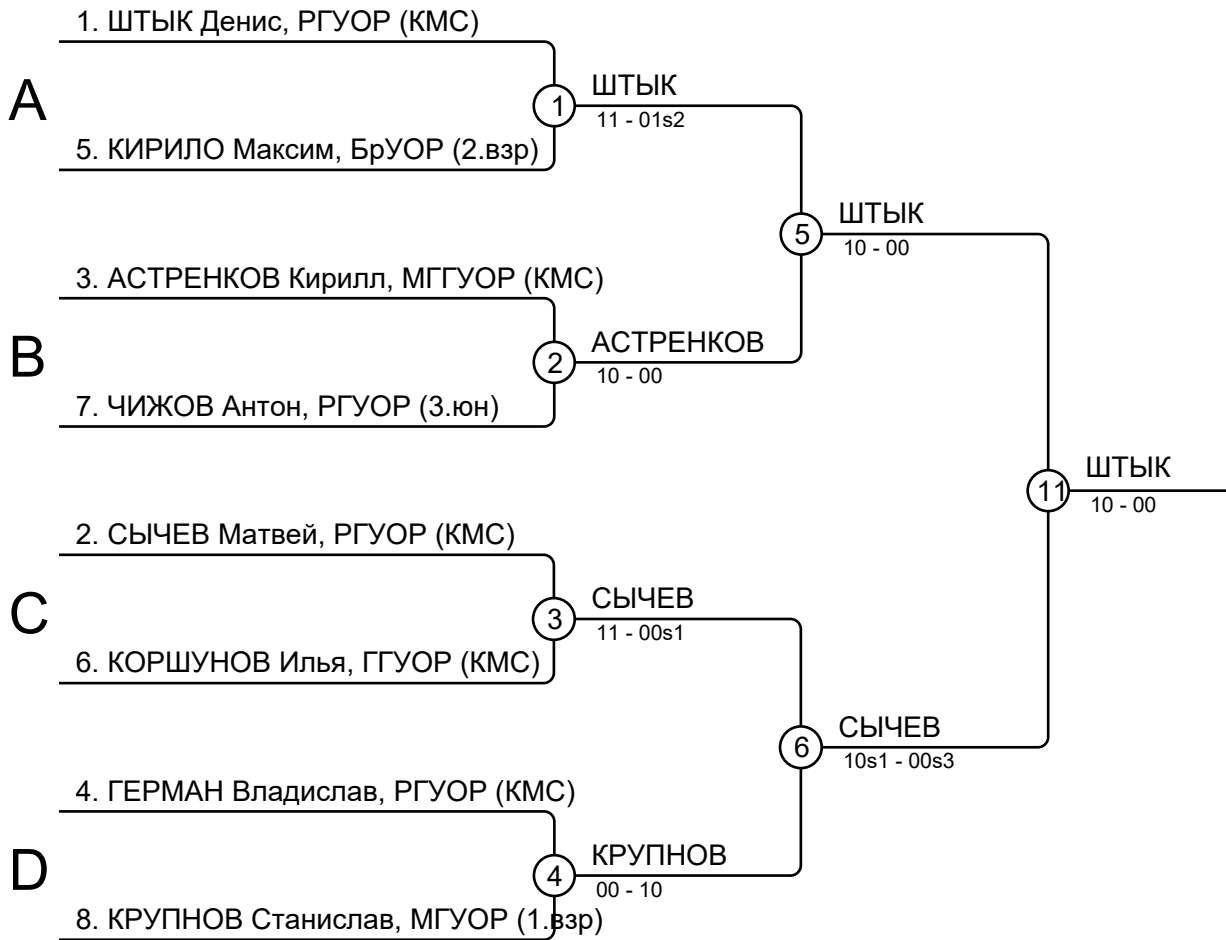 1. ШТЫК Денис, РГУОР (КМС)
A
1
ШТЫК
11 - 01s2
5. КИРИЛО Максим, БрУОР (2.взр)
5
ШТЫК
10 - 00
3. АСТРЕНКОВ Кирилл, МГГУОР (КМС)
B
2
АСТРЕНКОВ
10 - 00
7. ЧИЖОВ Антон, РГУОР (3.юн)
11
ШТЫК
10 - 00
2. СЫЧЕВ Матвей, РГУОР (КМС)
C
3
СЫЧЕВ
11 - 00s1
6. КОРШУНОВ Илья, ГГУОР (КМС)
6
СЫЧЕВ
10s1 - 00s3
4. ГЕРМАН Владислав, РГУОР (КМС)
D
4
КРУПНОВ
00 - 10
8. КРУПНОВ Станислав, МГУОР (1.взр)